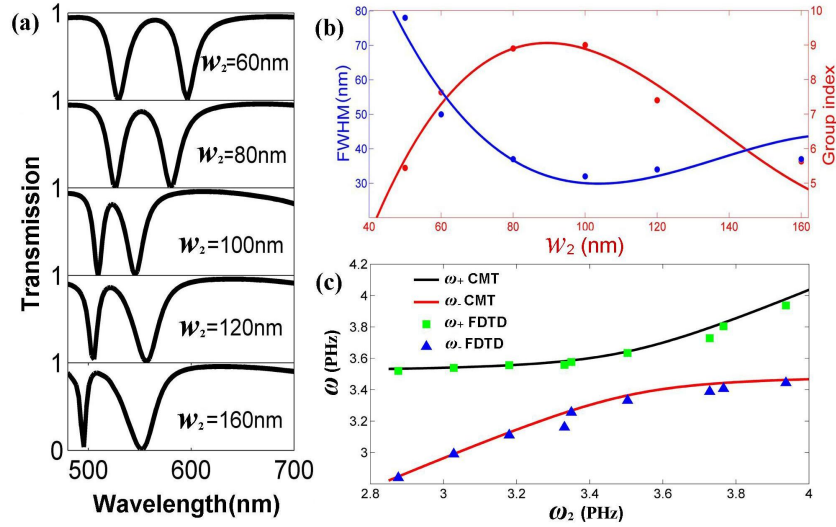 (a)
1
w₂=60nm
1
w₂=80nm
1
w₂=100nm
1
w₂=120nm
1
w₂=160nm
0
500 600 700
Transmission
Wavelength(nm)
(b)
80
70
60
50
40
30
FWHM(nm)
10
9
8
7
6
5
Group index
40 60 80 100 120 140 160
w₂ (nm)
(c)
4.2
4
3.8
3.6
3.4
3.2
3
2.8
ω (PHz)
ω₊ CMT
ω₋ CMT
ω₊ FDTD
ω₋ FDTD
2.8 3 3.2 3.4 3.6 3.8 4
ω₂ (PHz)